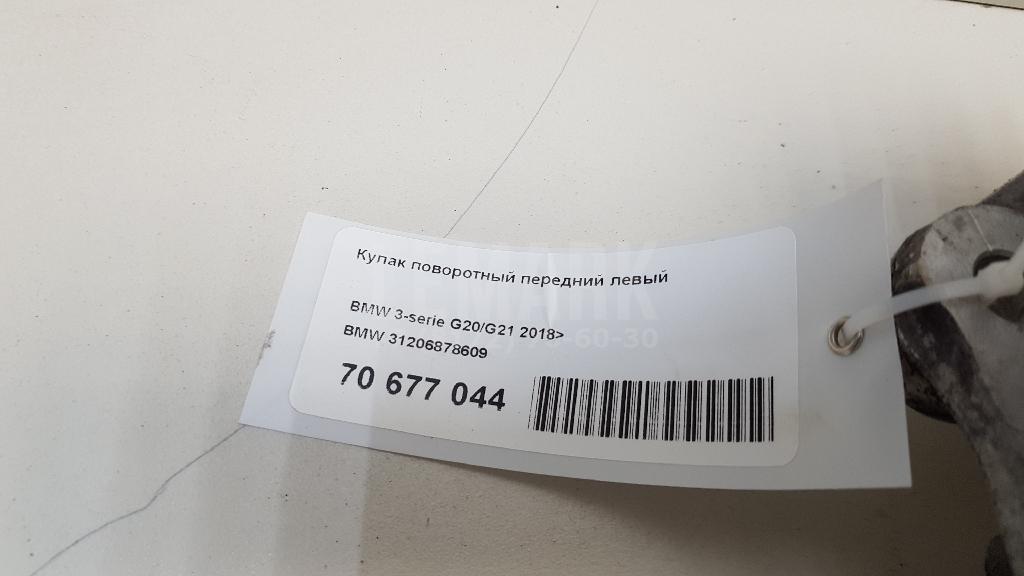 Кулак поворотный передний левый
BMW 3-serie G20/G21 2018>
BMW 31206878609
70 677 044